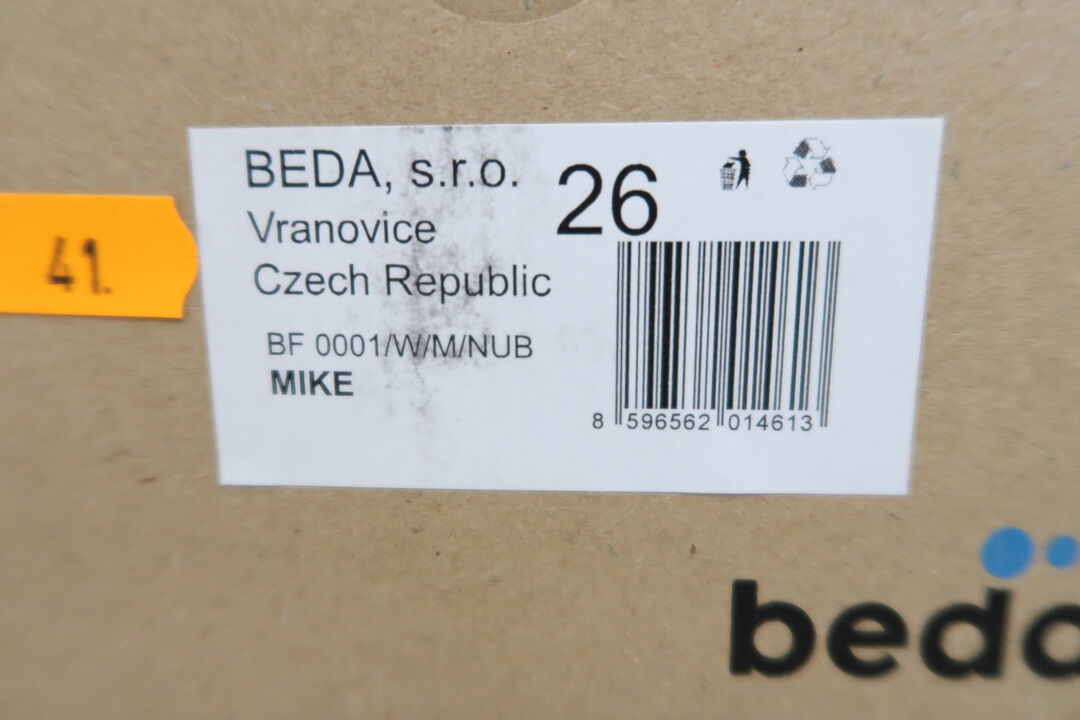 BEDA, s.r.o.
26
Vranovice
Czech Republic
BF 0001/W/M/NUB
MIKE
8 596562 014613
41.
beda